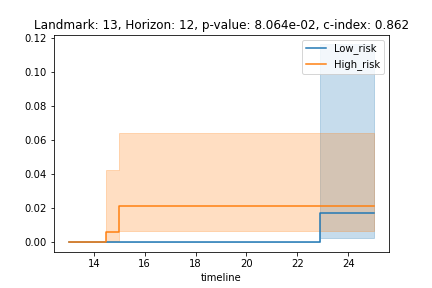 Landmark: 13, Horizon: 12, p-value: 8.064e-02, c-index: 0.862
0.12
0.10
0.08
0.06
0.04
0.02
0.00
Low_risk
High_risk
14 16 18 20 22 24
timeline